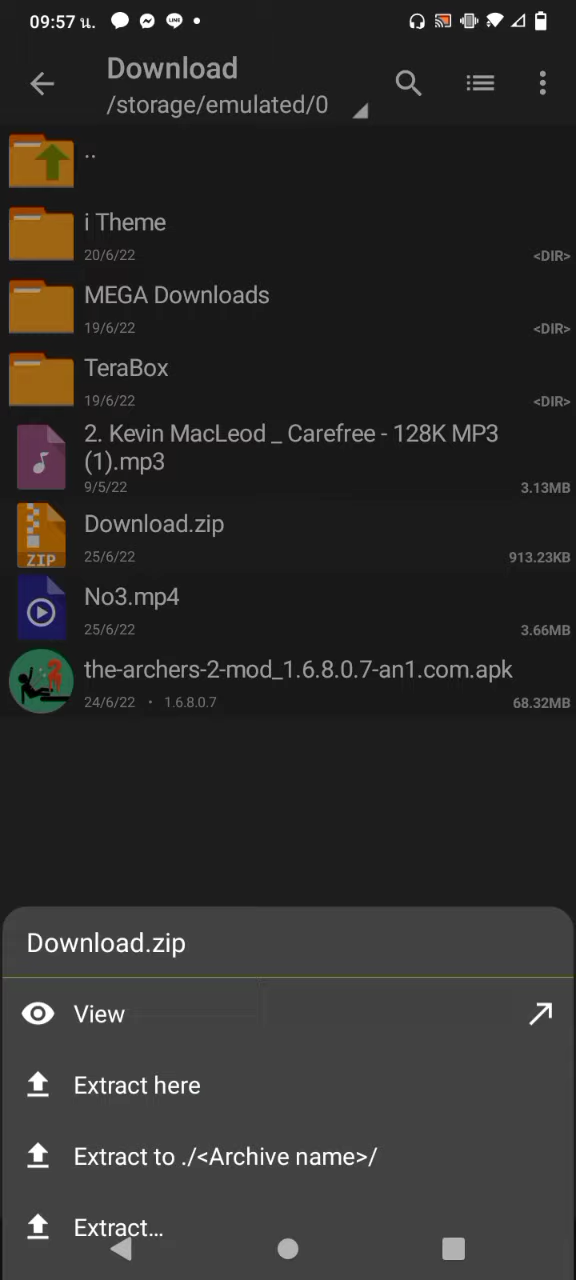 09:57 น.
Download
/storage/emulated/0
..
i Theme
20/6/22
<DIR>
MEGA Downloads
19/6/22
<DIR>
TeraBox
19/6/22
<DIR>
2. Kevin MacLeod _ Carefree - 128K MP3
(1).mp3
9/5/22
3.13MB
Download.zip
25/6/22
913.23KB
ZIP
No3.mp4
25/6/22
3.66MB
the-archers-2-mod_1.6.8.0.7-an1.com.apk
24/6/22 • 1.6.8.0.7
68.32MB
Download.zip
View
Extract here
Extract to ./<Archive name>/
Extract…